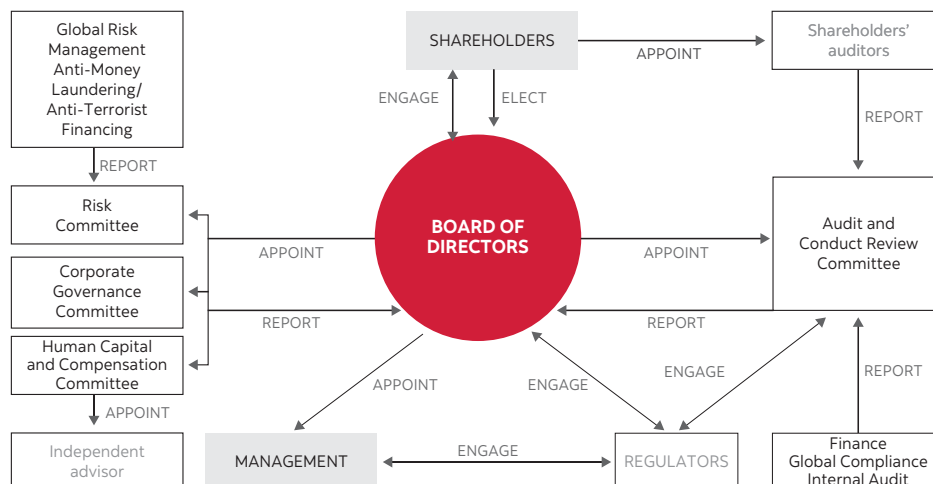 Global Risk
Management
Anti-Money
Laundering/
Anti-Terrorist
Financing
SHAREHOLDERS
APPOINT
Shareholders'
auditors
ENGAGE
ELECT
REPORT
REPORT
Risk
Committee
BOARD OF
DIRECTORS
APPOINT
APPOINT
Audit and
Conduct Review
Committee
Corporate
Governance
Committee
REPORT
REPORT
Human Capital
and Compensation
Committee
APPOINT
ENGAGE
ENGAGE
REPORT
APPOINT
Independent
advisor
MANAGEMENT
ENGAGE
REGULATORS
Finance
Global Compliance
Internal Audit